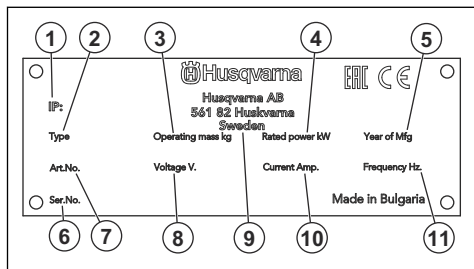 1 2 3 4 5
Husqvarna EAC CE
IP:
Husqvarna AB
561 82 Huskvarna
Sweden
Type Operating mass kg Rated power kW Year of Mfg
Art.No. Voltage V. Current Amp. Frequency Hz.
Ser.No. Made in Bulgaria
6 7 8 9 10 11